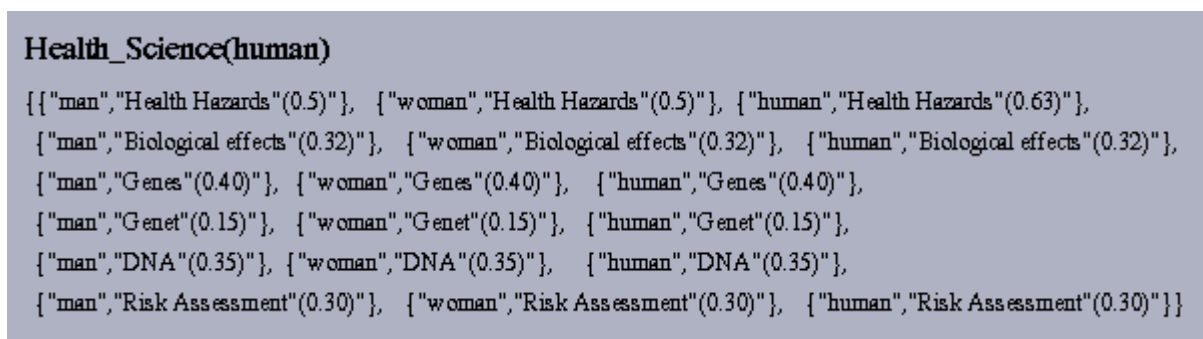 Health_Science(human)
{{"man","Health Hazards"(0.5)"}, {"woman","Health Hazards"(0.5)"}, {"human","Health Hazards"(0.63)"},
{"man","Biological effects"(0.32)"}, {"woman","Biological effects"(0.32)"}, {"human","Biological effects"(0.32)"},
{"man","Genes"(0.40)"}, {"woman","Genes"(0.40)"}, {"human","Genes"(0.40)"},
{"man","Genet"(0.15)"}, {"woman","Genet"(0.15)"}, {"human","Genet"(0.15)"},
{"man","DNA"(0.35)"}, {"woman","DNA"(0.35)"}, {"human","DNA"(0.35)"},
{"man","Risk Assessment"(0.30)"}, {"woman","Risk Assessment"(0.30)"}, {"human","Risk Assessment"(0.30)"}}